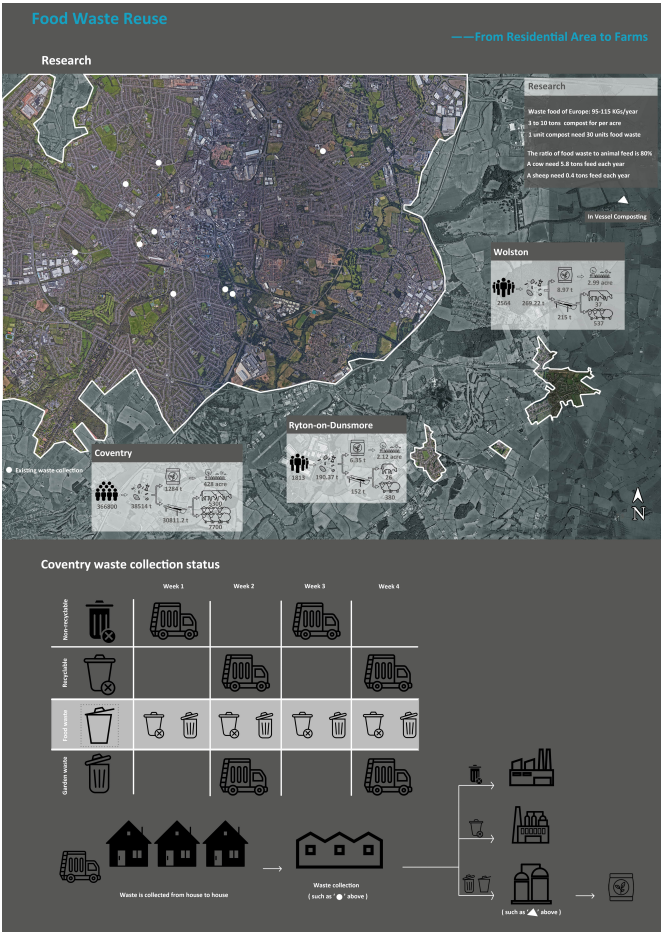 Food Waste Reuse
——From Residential Area to Farms
Research
Research
Waste food of Europe: 95-115 KGs/year
3 to 10 tons compost for per acre
1 unit compost need 30 units food waste
The ratio of food waste to animal feed is 80%
A cow need 5.8 tons feed each year
A sheep need 0.4 tons feed each year
In Vessel Composting
Wolston
2564
269.22 t
8.97 t
2.99 acre
215 t
37
537
Ryton-on-Dunsmore
1813
190.37 t
6.35 t
2.12 acre
152 t
26
380
Existing waste collection
Coventry
366800
38514 t
1284 t
628 acre
30811.2 t
5300
7700
N
Coventry waste collection status
Week 1
Week 2
Week 3
Week 4
Non-recyclable
Recyclable
Food waste
Garden waste
Waste is collected from house to house
Waste collection
( such as ' ' above )
( such as ' ' above )